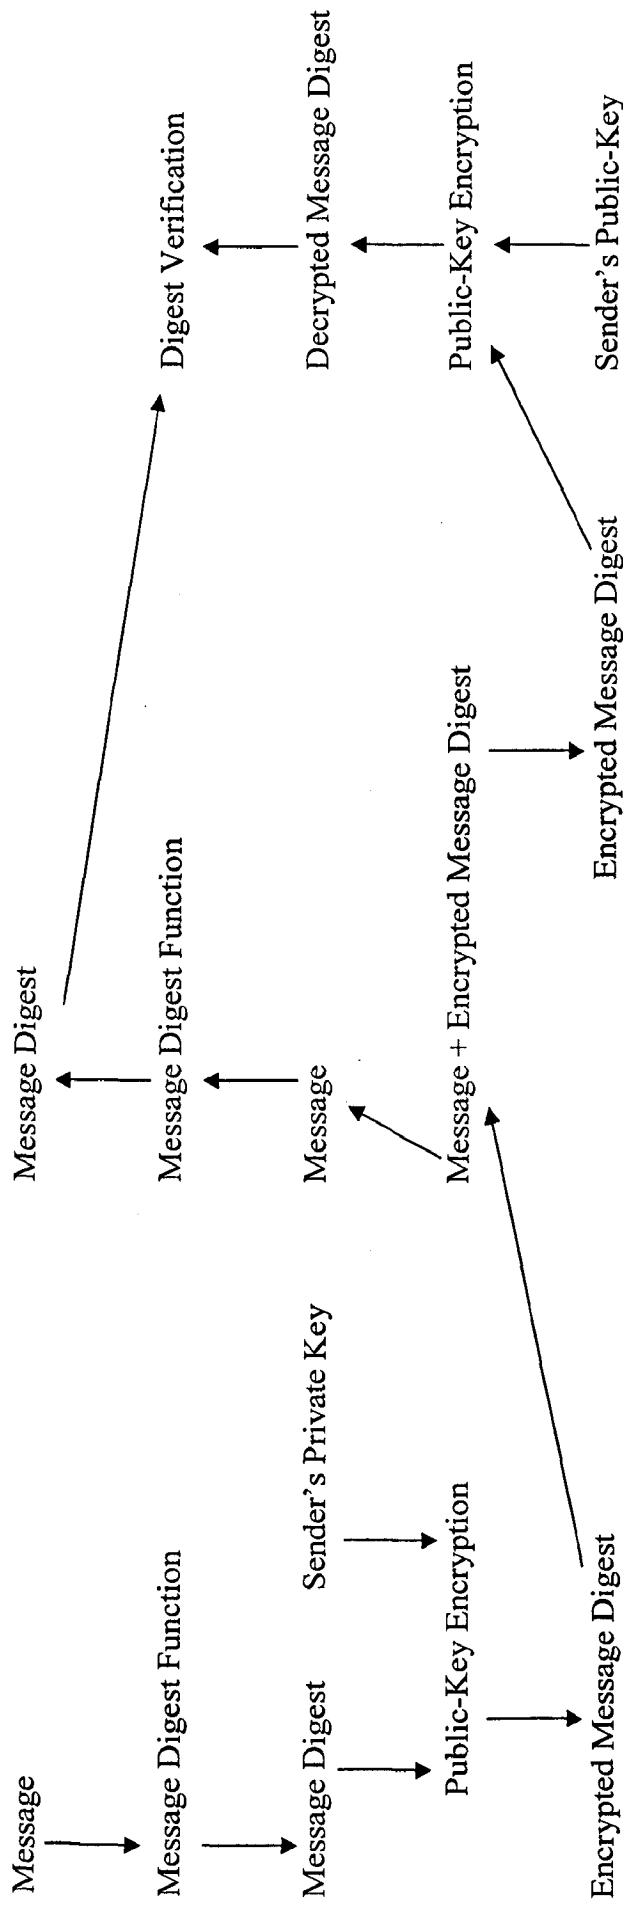 Message
Message Digest Function
Message Digest
Sender's Private Key
Public-Key Encryption
Encrypted Message Digest
Message Digest
Message Digest Function
Message
Message + Encrypted Message Digest
Encrypted Message Digest
Digest Verification
Decrypted Message Digest
Public-Key Encryption
Sender's Public-Key